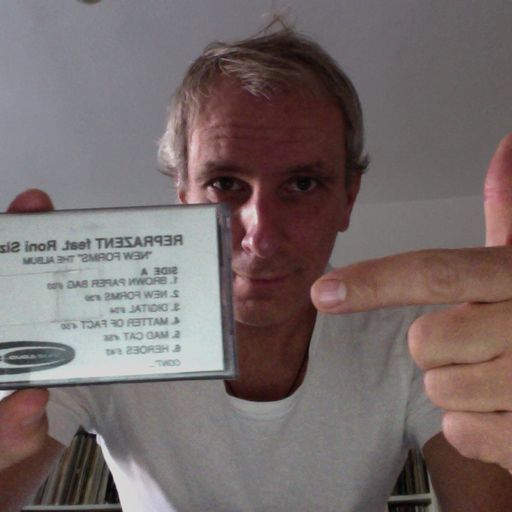 REPRAZENT feat. Roni Siz
"NEW FORMS" THE ALBUM
SIDE A
1. BROWN PAPER BAG
2. NEW FORMS
3. DIGITAL
4. MATTER OF FACT
5. MAD CAT
6. HEROES
CONT...